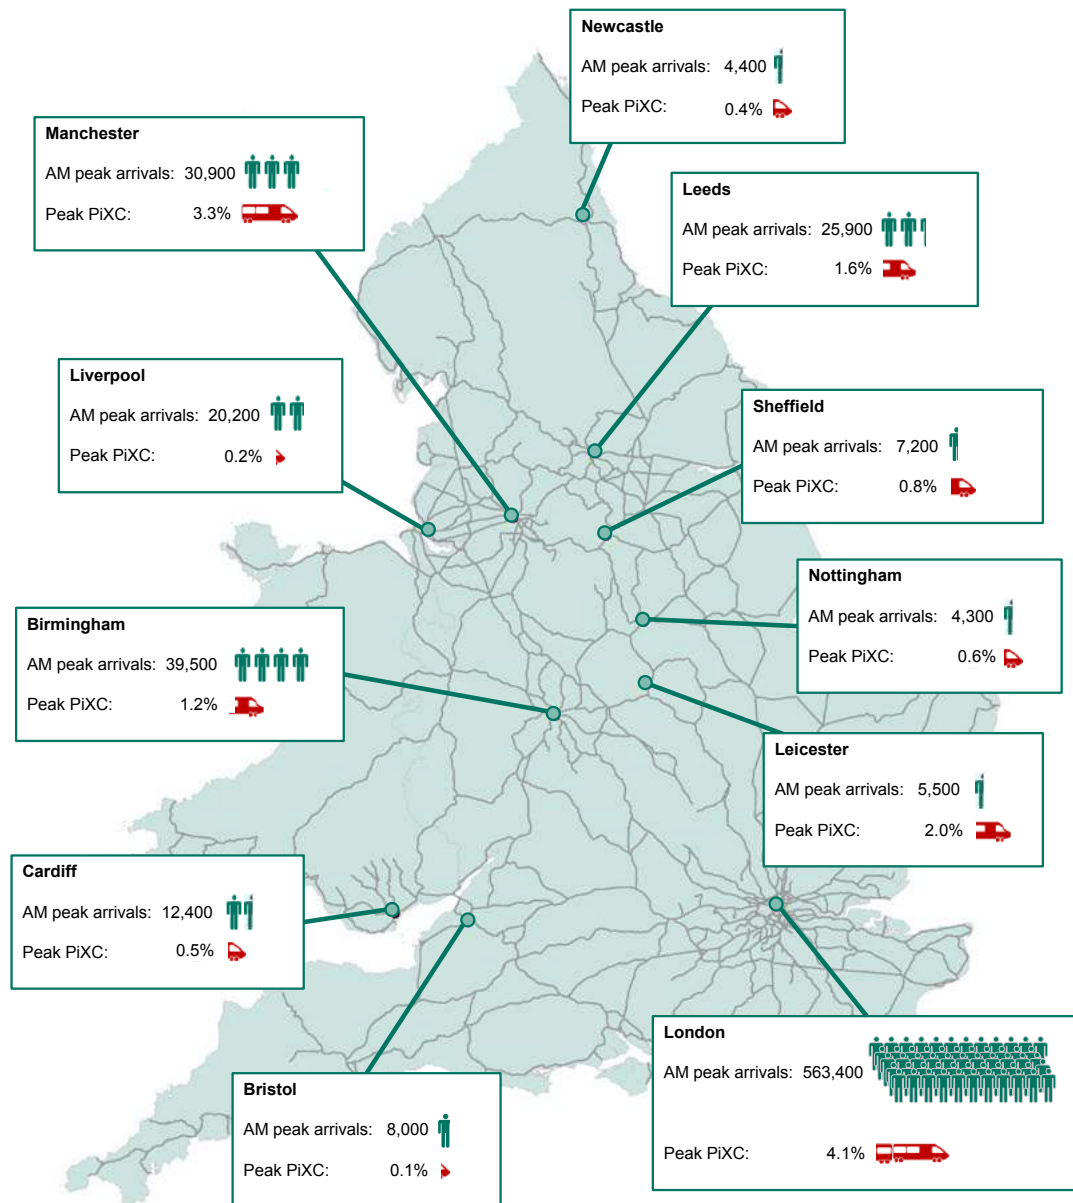 Newcastle
AM peak arrivals: 4,400
Peak PiXC: 0.4%
Manchester
AM peak arrivals: 30,900
Peak PiXC: 3.3%
Leeds
AM peak arrivals: 25,900
Peak PiXC: 1.6%
Liverpool
AM peak arrivals: 20,200
Peak PiXC: 0.2%
Sheffield
AM peak arrivals: 7,200
Peak PiXC: 0.8%
Nottingham
AM peak arrivals: 4,300
Peak PiXC: 0.6%
Birmingham
AM peak arrivals: 39,500
Peak PiXC: 1.2%
Leicester
AM peak arrivals: 5,500
Peak PiXC: 2.0%
Cardiff
AM peak arrivals: 12,400
Peak PiXC: 0.5%
London
AM peak arrivals: 563,400
Peak PiXC: 4.1%
Bristol
AM peak arrivals: 8,000
Peak PiXC: 0.1%